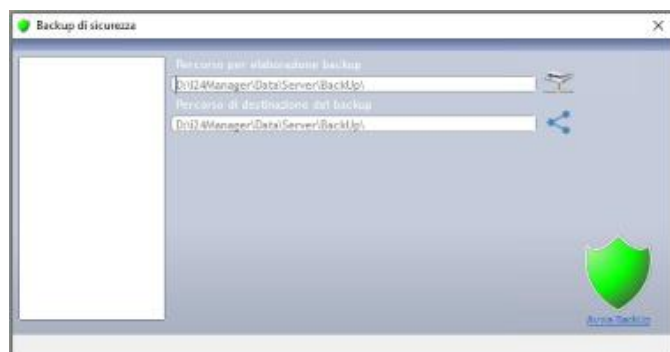 Backup di sicurezza
Percorso per elaborazione backup
D:\I24Manager\Data\Server\BackUp\
Percorso di destinazione del backup
D:\I24Manager\Data\Server\BackUp\
Avvia BackUp